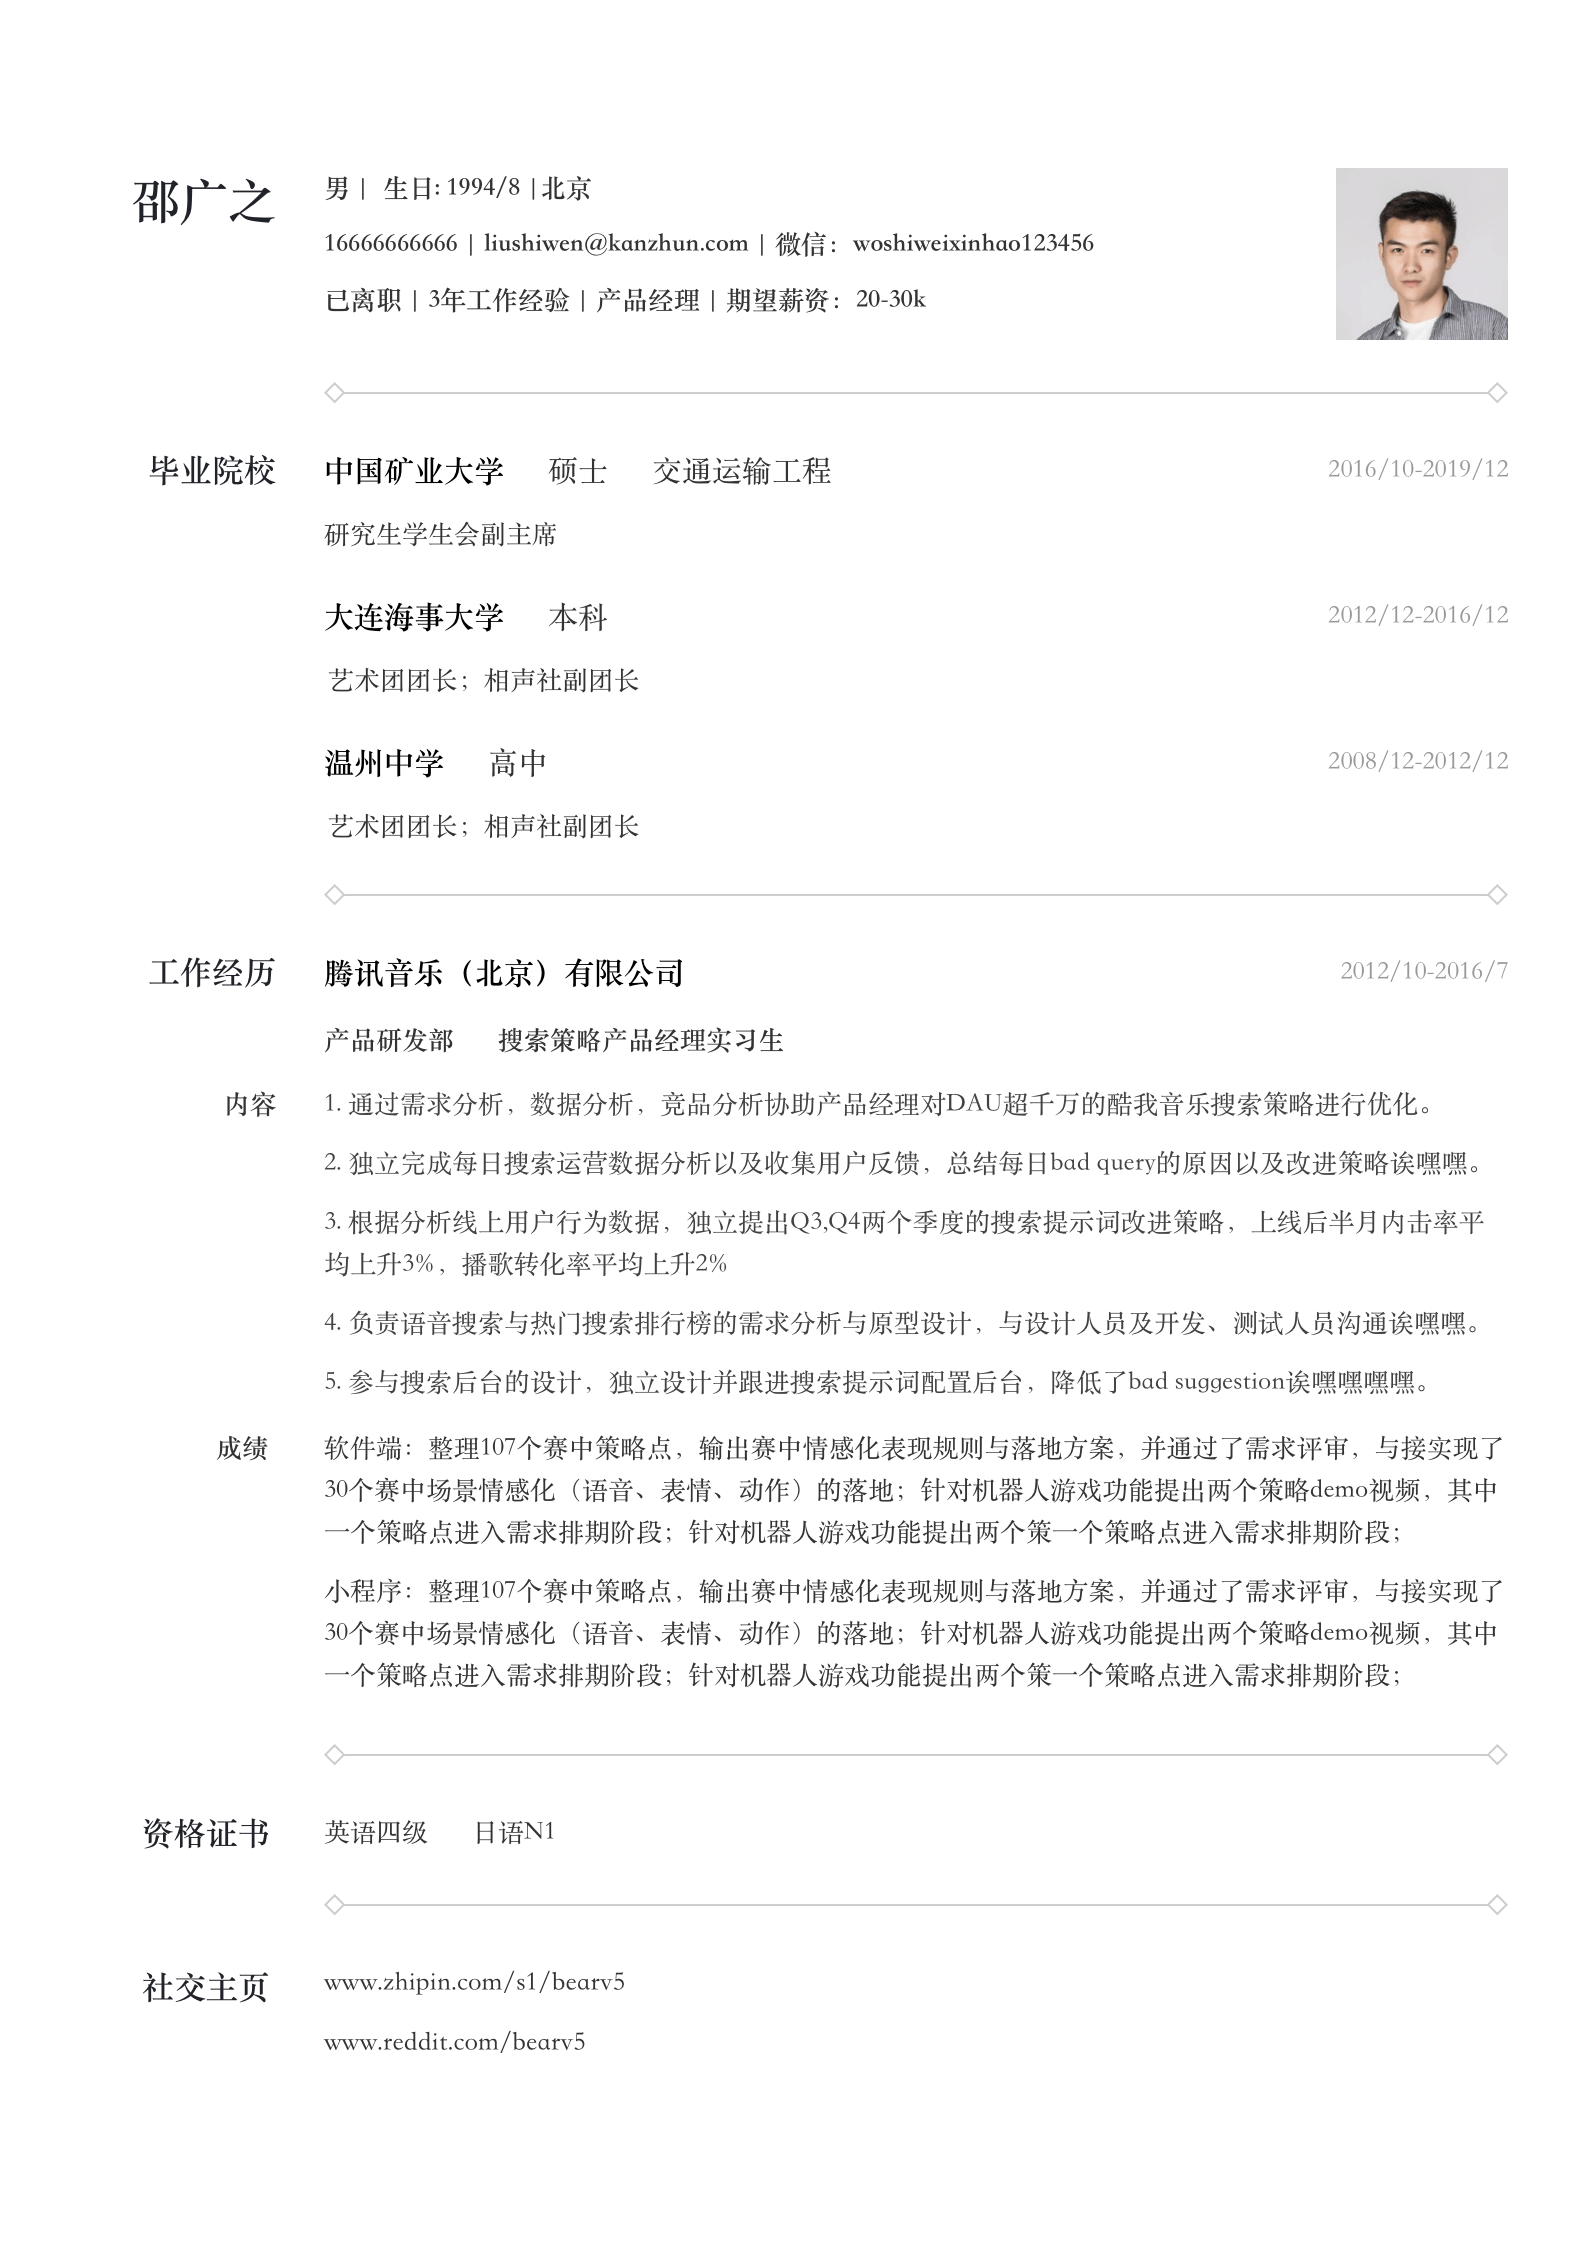 邵广之
男 | 生日: 1994/8 | 北京
16666666666 | liushiwen@kanzhun.com | 微信：woshiweixinhao123456
已离职 | 3年工作经验 | 产品经理 | 期望薪资：20-30k
毕业院校 中国矿业大学 硕士 交通运输工程 2016/10-2019/12
研究生学生会副主席
大连海事大学 本科 2012/12-2016/12
艺术团团长；相声社副团长
温州中学 高中 2008/12-2012/12
艺术团团长；相声社副团长
工作经历 腾讯音乐（北京）有限公司 2012/10-2016/7
产品研发部 搜索策略产品经理实习生
内容 1. 通过需求分析，数据分析，竞品分析协助产品经理对DAU超千万的酷我音乐搜索策略进行优化。
2. 独立完成每日搜索运营数据分析以及收集用户反馈，总结每日bad query的原因以及改进策略诶嘿嘿。
3. 根据分析线上用户行为数据，独立提出Q3,Q4两个季度的搜索提示词改进策略，上线后半月内击率平
均上升3%，播歌转化率平均上升2%
4. 负责语音搜索与热门搜索排行榜的需求分析与原型设计，与设计人员及开发、测试人员沟通诶嘿嘿。
5. 参与搜索后台的设计，独立设计并跟进搜索提示词配置后台，降低了bad suggestion诶嘿嘿嘿嘿。
成绩 软件端：整理107个赛中策略点，输出赛中情感化表现规则与落地方案，并通过了需求评审，与接实现了
30个赛中场景情感化（语音、表情、动作）的落地；针对机器人游戏功能提出两个策略demo视频，其中
一个策略点进入需求排期阶段；针对机器人游戏功能提出两个策一个策略点进入需求排期阶段；
小程序：整理107个赛中策略点，输出赛中情感化表现规则与落地方案，并通过了需求评审，与接实现了
30个赛中场景情感化（语音、表情、动作）的落地；针对机器人游戏功能提出两个策略demo视频，其中
一个策略点进入需求排期阶段；针对机器人游戏功能提出两个策一个策略点进入需求排期阶段；
资格证书 英语四级 日语N1
社交主页 www.zhipin.com/s1/bearv5
www.reddit.com/bearv5